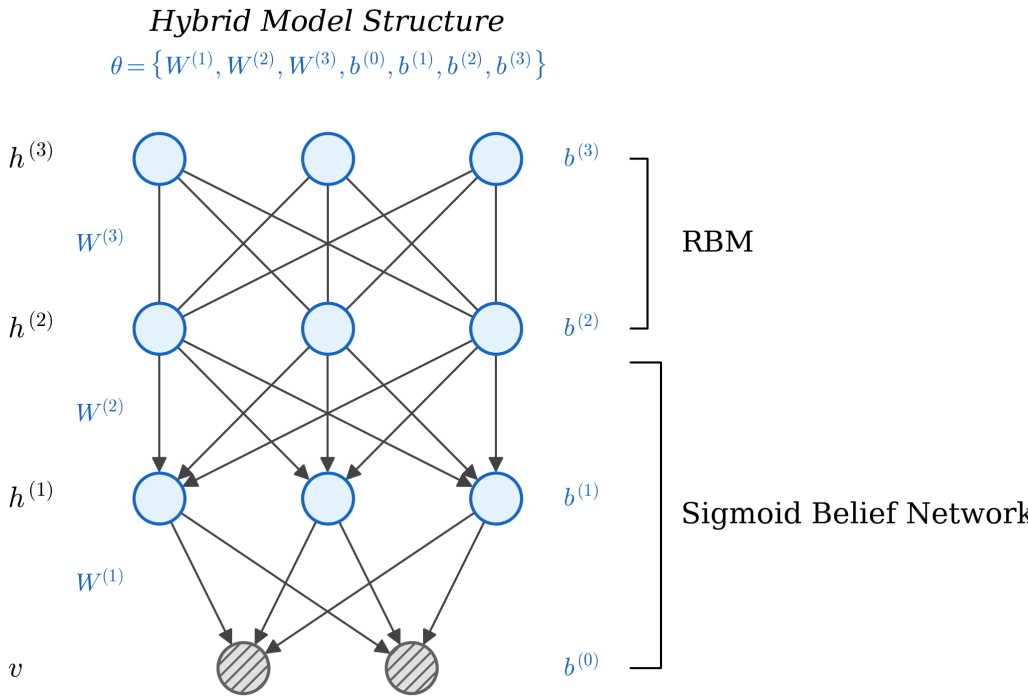 Hybrid Model Structure
θ = {W⁽¹⁾, W⁽²⁾, W⁽³⁾, b⁽⁰⁾, b⁽¹⁾, b⁽²⁾, b⁽³⁾}
h⁽³⁾ b⁽³⁾
W⁽³⁾ RBM
h⁽²⁾ b⁽²⁾
W⁽²⁾
h⁽¹⁾ b⁽¹⁾ Sigmoid Belief Network
W⁽¹⁾
v b⁽⁰⁾